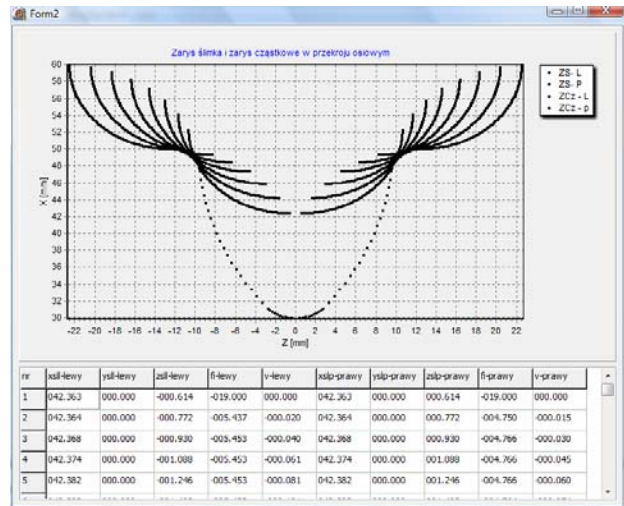 Form2
Zarys ślimka i zarys cząstkowe w przekroju osiowym
60
58
56
54
52
50
48
46
44
42
40
38
36
34
32
30
X [mm]
-22 -20 -18 -16 -14 -12 -10 -8 -6 -4 -2 0 2 4 6 8 10 12 14 16 18 20 22
Z [mm]
ZS- L
ZS- P
ZCz - L
ZCz - p
nr xsll-lewy ysll-lewy zsll-lewy fi-lewy v-lewy xslp-prawy yslp-prawy zslp-prawy fi-prawy v-prawy
1 042.363 000.000 -000.614 -019.000 000.000 042.363 000.000 000.614 -019.000 000.000
2 042.364 000.000 -000.772 -005.437 -000.020 042.364 000.000 000.772 -004.750 -000.015
3 042.368 000.000 -000.930 -005.453 -000.040 042.368 000.000 000.930 -004.766 -000.030
4 042.374 000.000 -001.088 -005.453 -000.061 042.374 000.000 001.088 -004.766 -000.045
5 042.382 000.000 -001.246 -005.453 -000.081 042.382 000.000 001.246 -004.766 -000.060